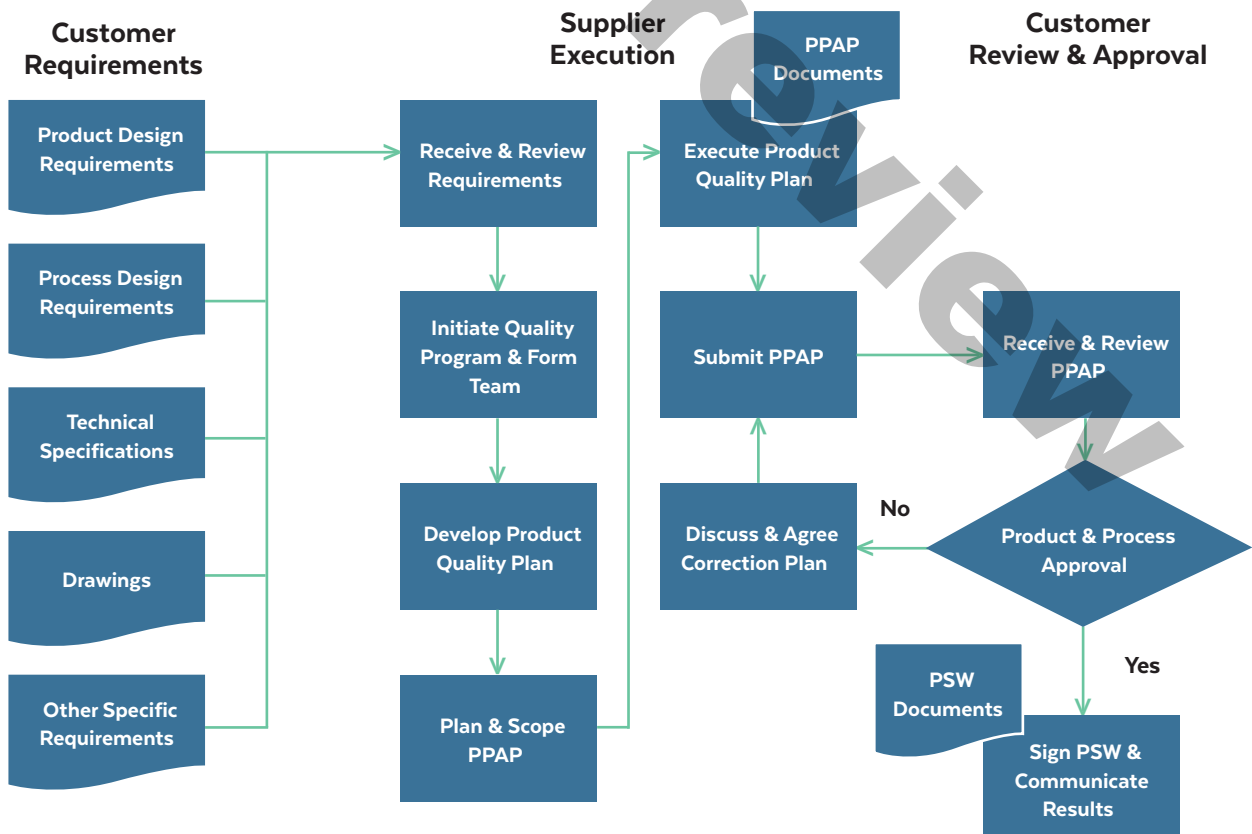 Customer
Requirements
Supplier
Execution
Customer
Review & Approval
Product Design
Requirements
Process Design
Requirements
Technical
Specifications
Drawings
Other Specific
Requirements
Receive & Review
Requirements
Initiate Quality
Program & Form
Team
Develop Product
Quality Plan
Plan & Scope
PPAP
PPAP
Documents
Execute Product
Quality Plan
Submit PPAP
Discuss & Agree
Correction Plan
Receive & Review
PPAP
Product & Process
Approval
No
Yes
PSW
Documents
Sign PSW &
Communicate
Results
review